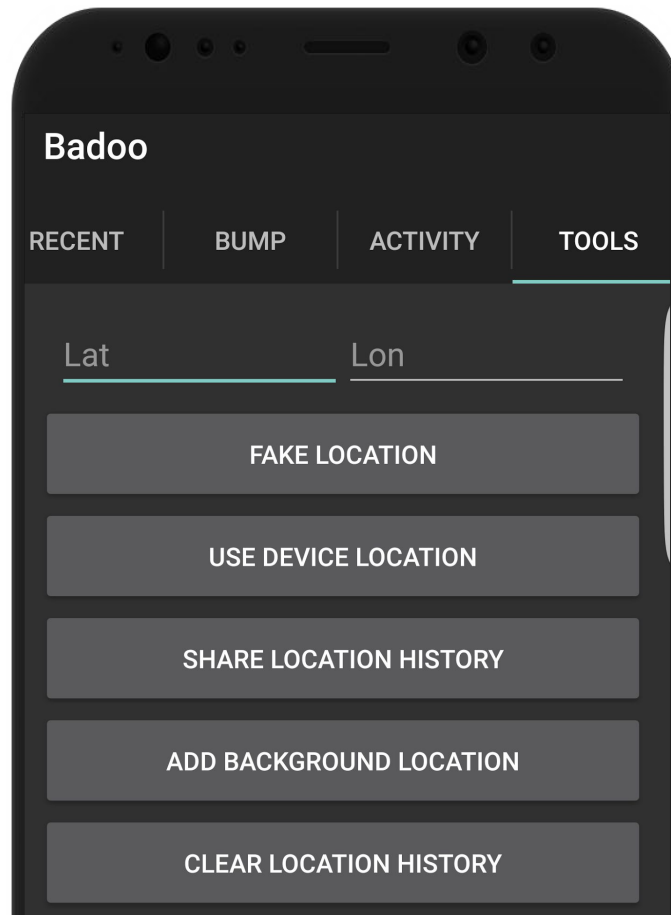 Badoo
RECENT BUMP ACTIVITY TOOLS
Lat Lon
FAKE LOCATION
USE DEVICE LOCATION
SHARE LOCATION HISTORY
ADD BACKGROUND LOCATION
CLEAR LOCATION HISTORY